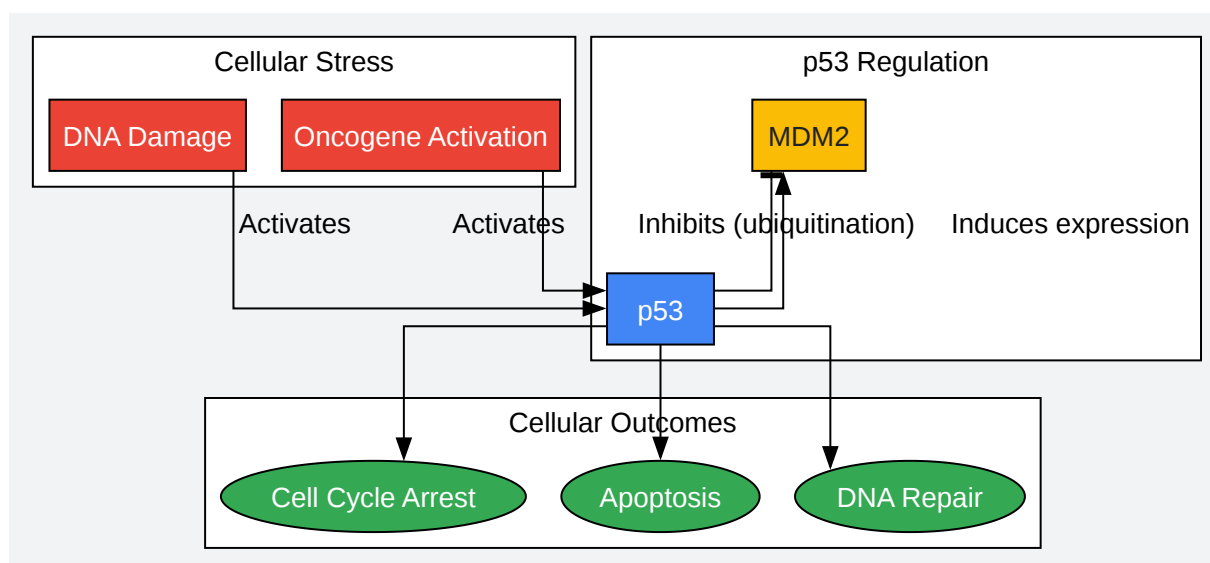 Cellular Stress
p53 Regulation
DNA Damage
Oncogene Activation
MDM2
Activates
Activates
Inhibits (ubiquitination)
Induces expression
p53
Cellular Outcomes
Cell Cycle Arrest
Apoptosis
DNA Repair